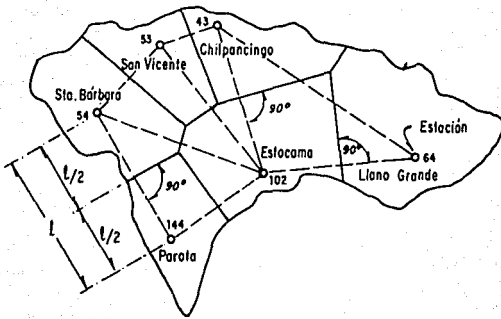 43
53
Chilpancingo
San Vicente
Sta. Bárbara
54
90°
Estación
90°
64
Llano Grande
Estocama
102
90°
144
Parota
l/2
l
l/2